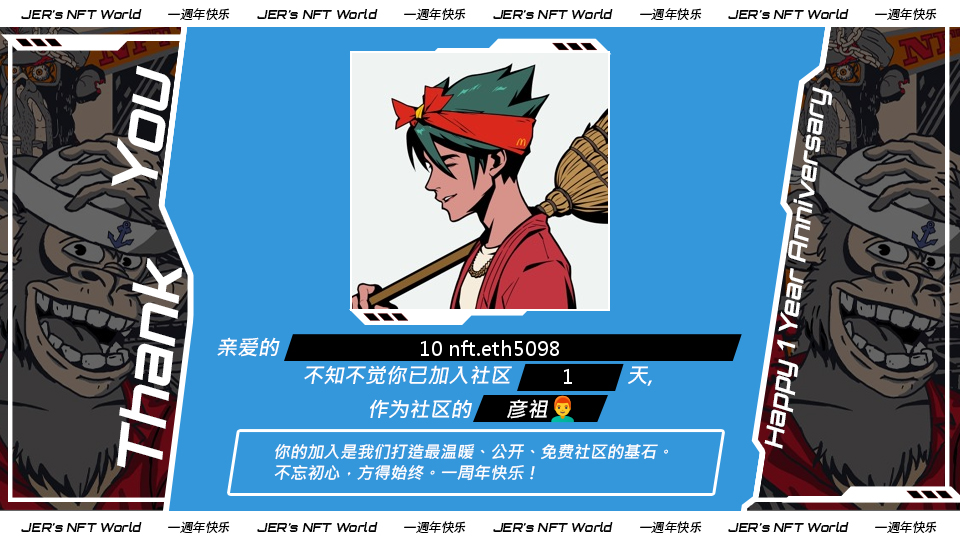 JER's NFT World 一週年快乐 JER's NFT World 一週年快乐 JER's NFT World 一週年快乐 JER's NFT World 一週年快乐
Thank You
Happy 1 Year Anniversary
亲爱的 10 nft.eth5098
不知不觉你已加入社区 1 天,
作为社区的 彦祖👨‍🦰
你的加入是我们打造最温暖、公开、免费社区的基石。
不忘初心，方得始终。一周年快乐！
JER's NFT World 一週年快乐 JER's NFT World 一週年快乐 JER's NFT World 一週年快乐 JER's NFT World 一週年快乐